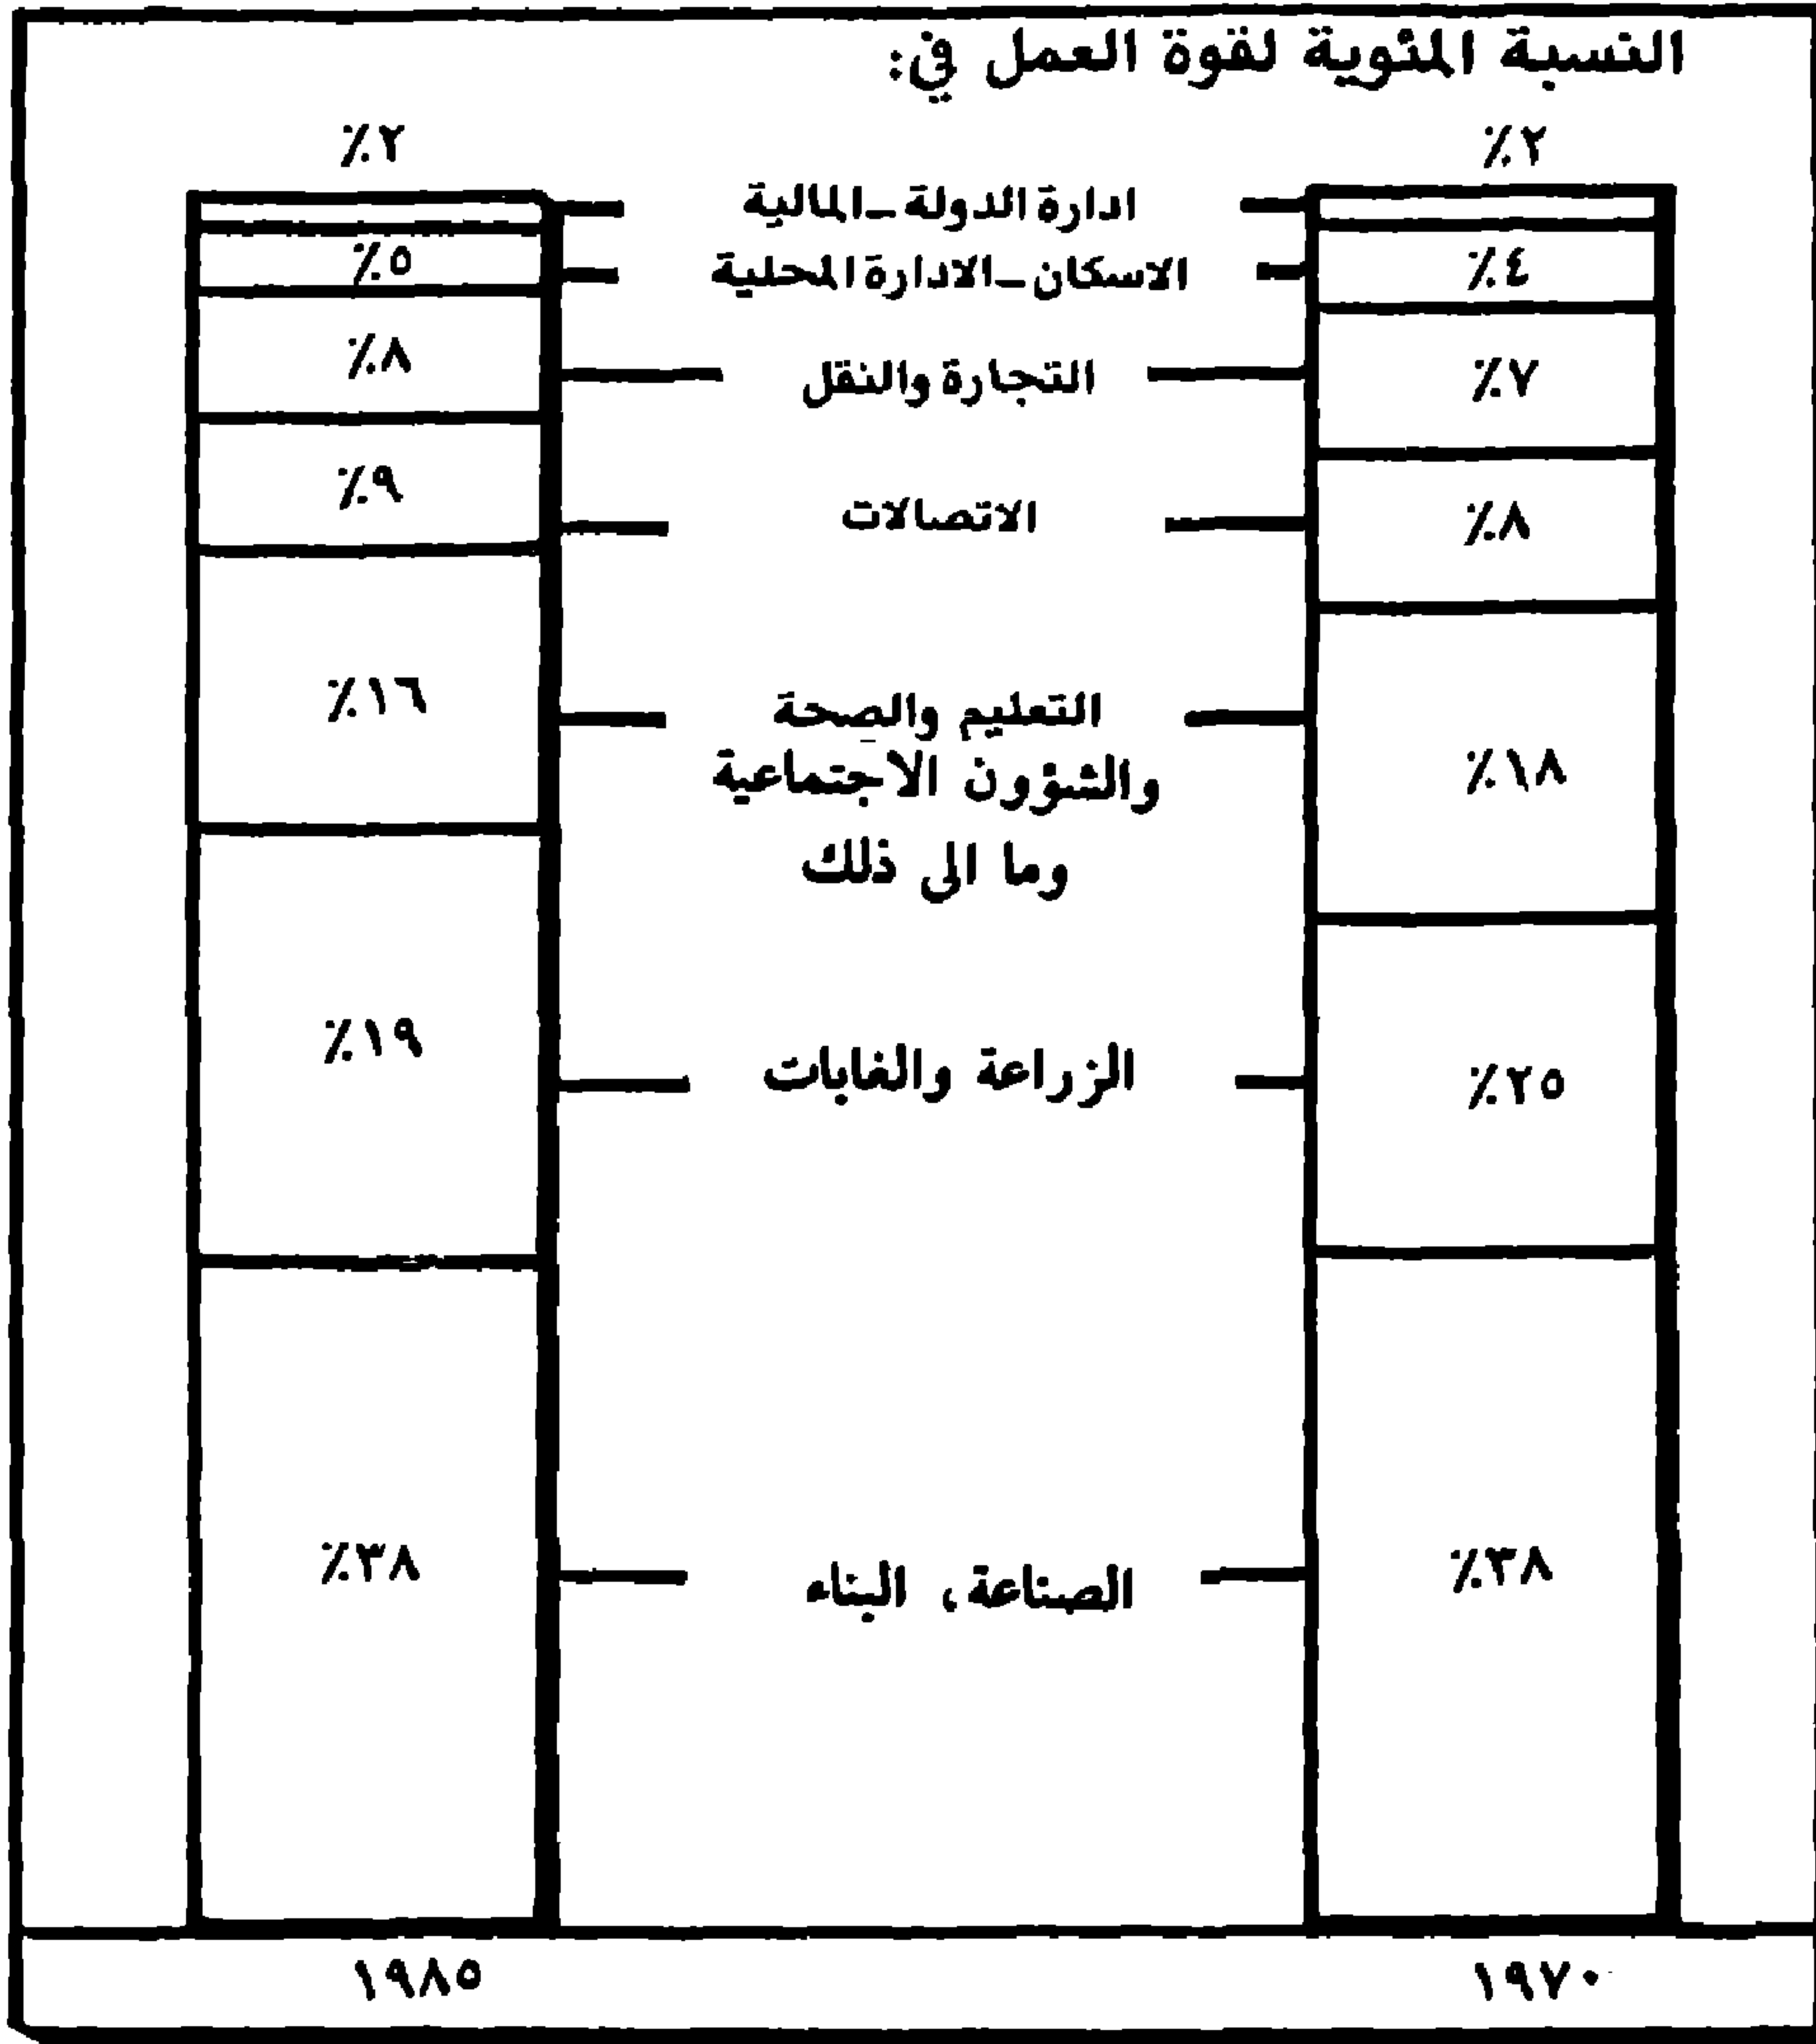 النسبة المئوية لقوة العمل في:
٪٢ ٪٢
ادارة الدولة ــ المالية
٪٤ الاسكان ــ الادارة المحلية ٪٥
٪٧ التجارة والنقل ٪٨
٪٨ الاتصالات ٪٩
٪١٨ التعليم والصحة ٪١٦
والشؤون الاجتماعية
وما الى ذلك
٪٢٥ الزراعة والغابات ٪١٩
٪٣٨ الصناعة، البناء ٪٣٨
١٩٧٠ ١٩٨٥